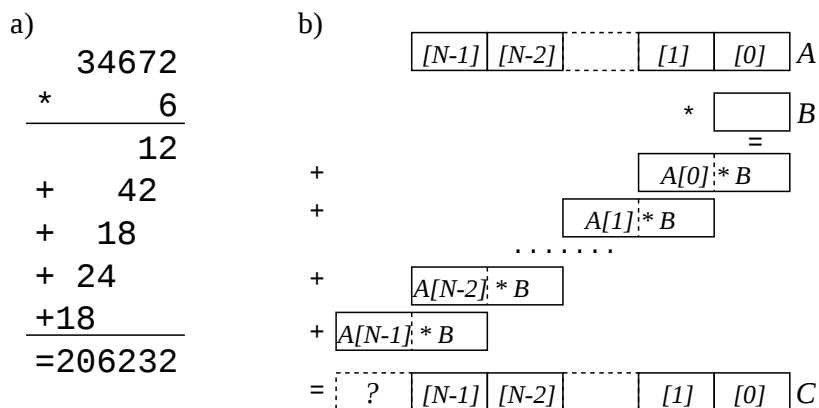 a)
34672
* 6
12
+ 42
+ 18
+ 24
+18
=206232
b)
[N-1] [N-2] [1] [0] A
* B
=
+ A[0] * B
+ A[1] * B
.......
+ A[N-2] * B
+ A[N-1] * B
= ? [N-1] [N-2] [1] [0] C